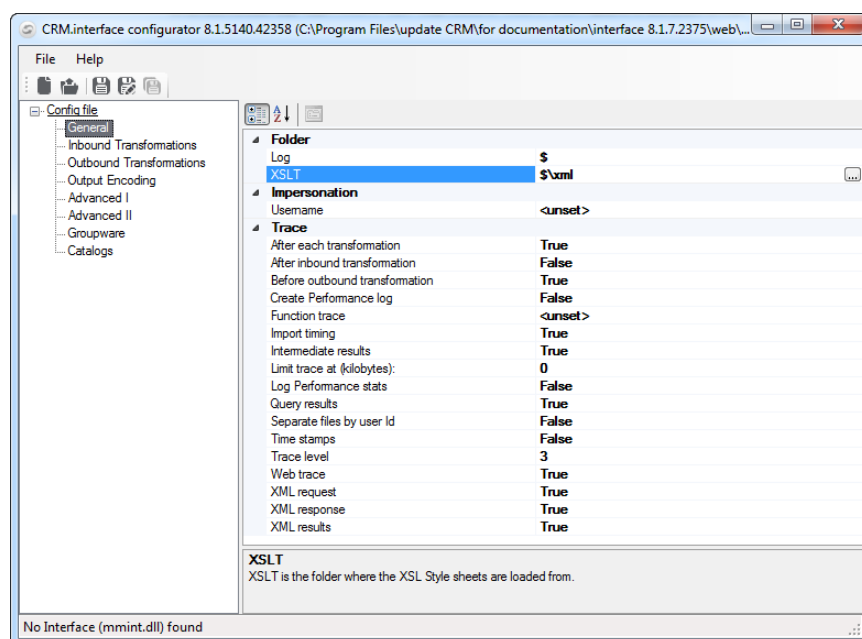 CRM.interface configurator 8.1.5140.42358 (C:\Program Files\update CRM\for documentation\interface 8.1.7.2375\web\...
File Help
Config file
General
Inbound Transformations
Outbound Transformations
Output Encoding
Advanced I
Advanced II
Groupware
Catalogs
Folder
Log $
XSLT $\xml ...
Impersonation
Username <unset>
Trace
After each transformation True
After inbound transformation False
Before outbound transformation True
Create Performance log False
Function trace <unset>
Import timing True
Intermediate results True
Limit trace at (kilobytes): 0
Log Performance stats False
Query results True
Separate files by user Id False
Time stamps False
Trace level 3
Web trace True
XML request True
XML response True
XML results True
XSLT
XSLT is the folder where the XSL Style sheets are loaded from.
No Interface (mmint.dll) found